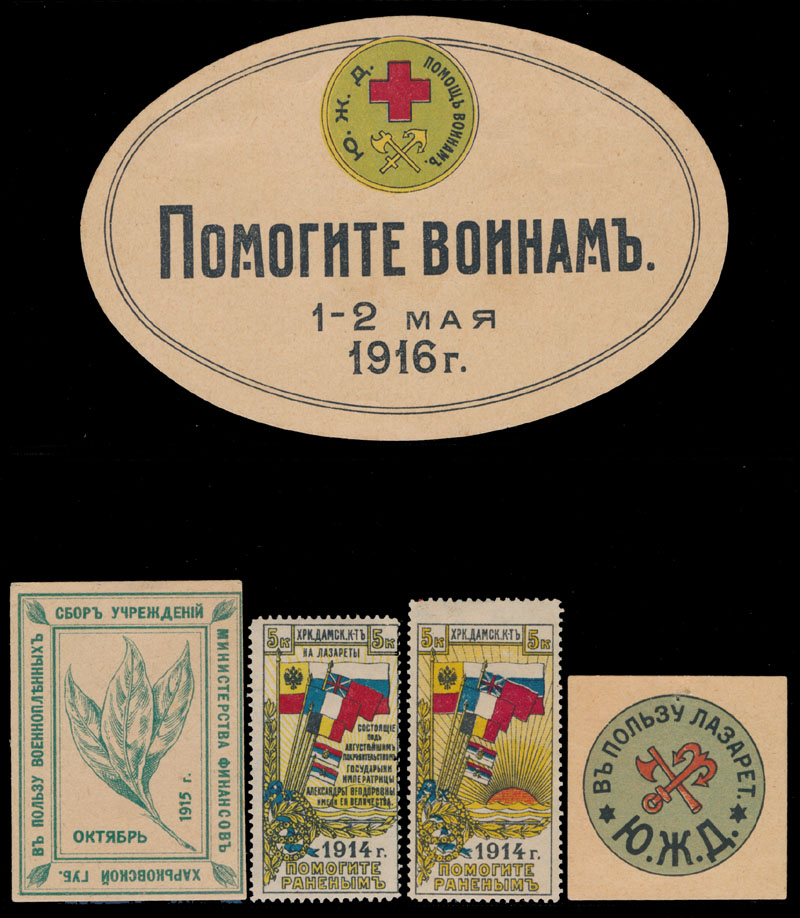 Ю. Ж. Д. ПОМОЩЬ ВОИНАМЪ.
ПОМОГИТЕ ВОИНАМЪ.
1-2 МАЯ
1916 г.
СБОРЪ УЧРЕЖДЕНІЙ
МИНИСТЕРСТВА ФИНАНСОВЪ
ХАРЬКОВСКОЙ ГУБ.
ВЪ ПОЛЬЗУ ВОЕННОПЛѢННЫХЪ
ОКТЯБРЬ
1915 г.
5К ХРК.ДАМСК.К-ТЪ 5К
НА ЛАЗАРЕТЫ
СОСТОЯЩІЕ
ПОДЪ
АВГУСТѢЙШИМЪ
ПОКРОВИТЕЛЬСТВОМЪ
ГОСУДАРЫНИ
ИМПЕРАТРИЦЫ
АЛЕКСАНДРЫ ѲЕОДОРОВНЫ
ИМЕНИ ЕЯ ВЕЛИЧЕСТВА
1914 г.
ПОМОГИТЕ
РАНЕНЫМЪ
5К ХРК.ДАМСК.К-ТЪ 5К
1914 г.
ПОМОГИТЕ
РАНЕНЫМЪ
ВЪ ПОЛЬЗУ ЛАЗАРЕТ.
Ю.Ж.Д.